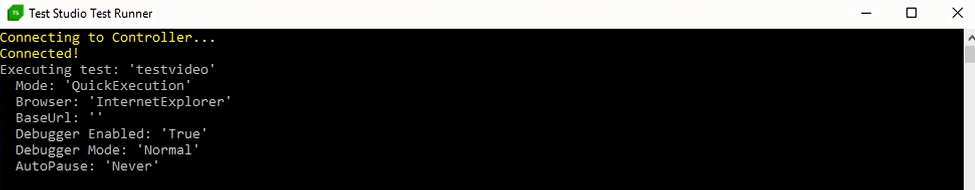 Test Studio Test Runner
Connecting to Controller...
Connected!
Executing test: 'testvideo'
Mode: 'QuickExecution'
Browser: 'InternetExplorer'
BaseUrl: ''
Debugger Enabled: 'True'
Debugger Mode: 'Normal'
AutoPause: 'Never'